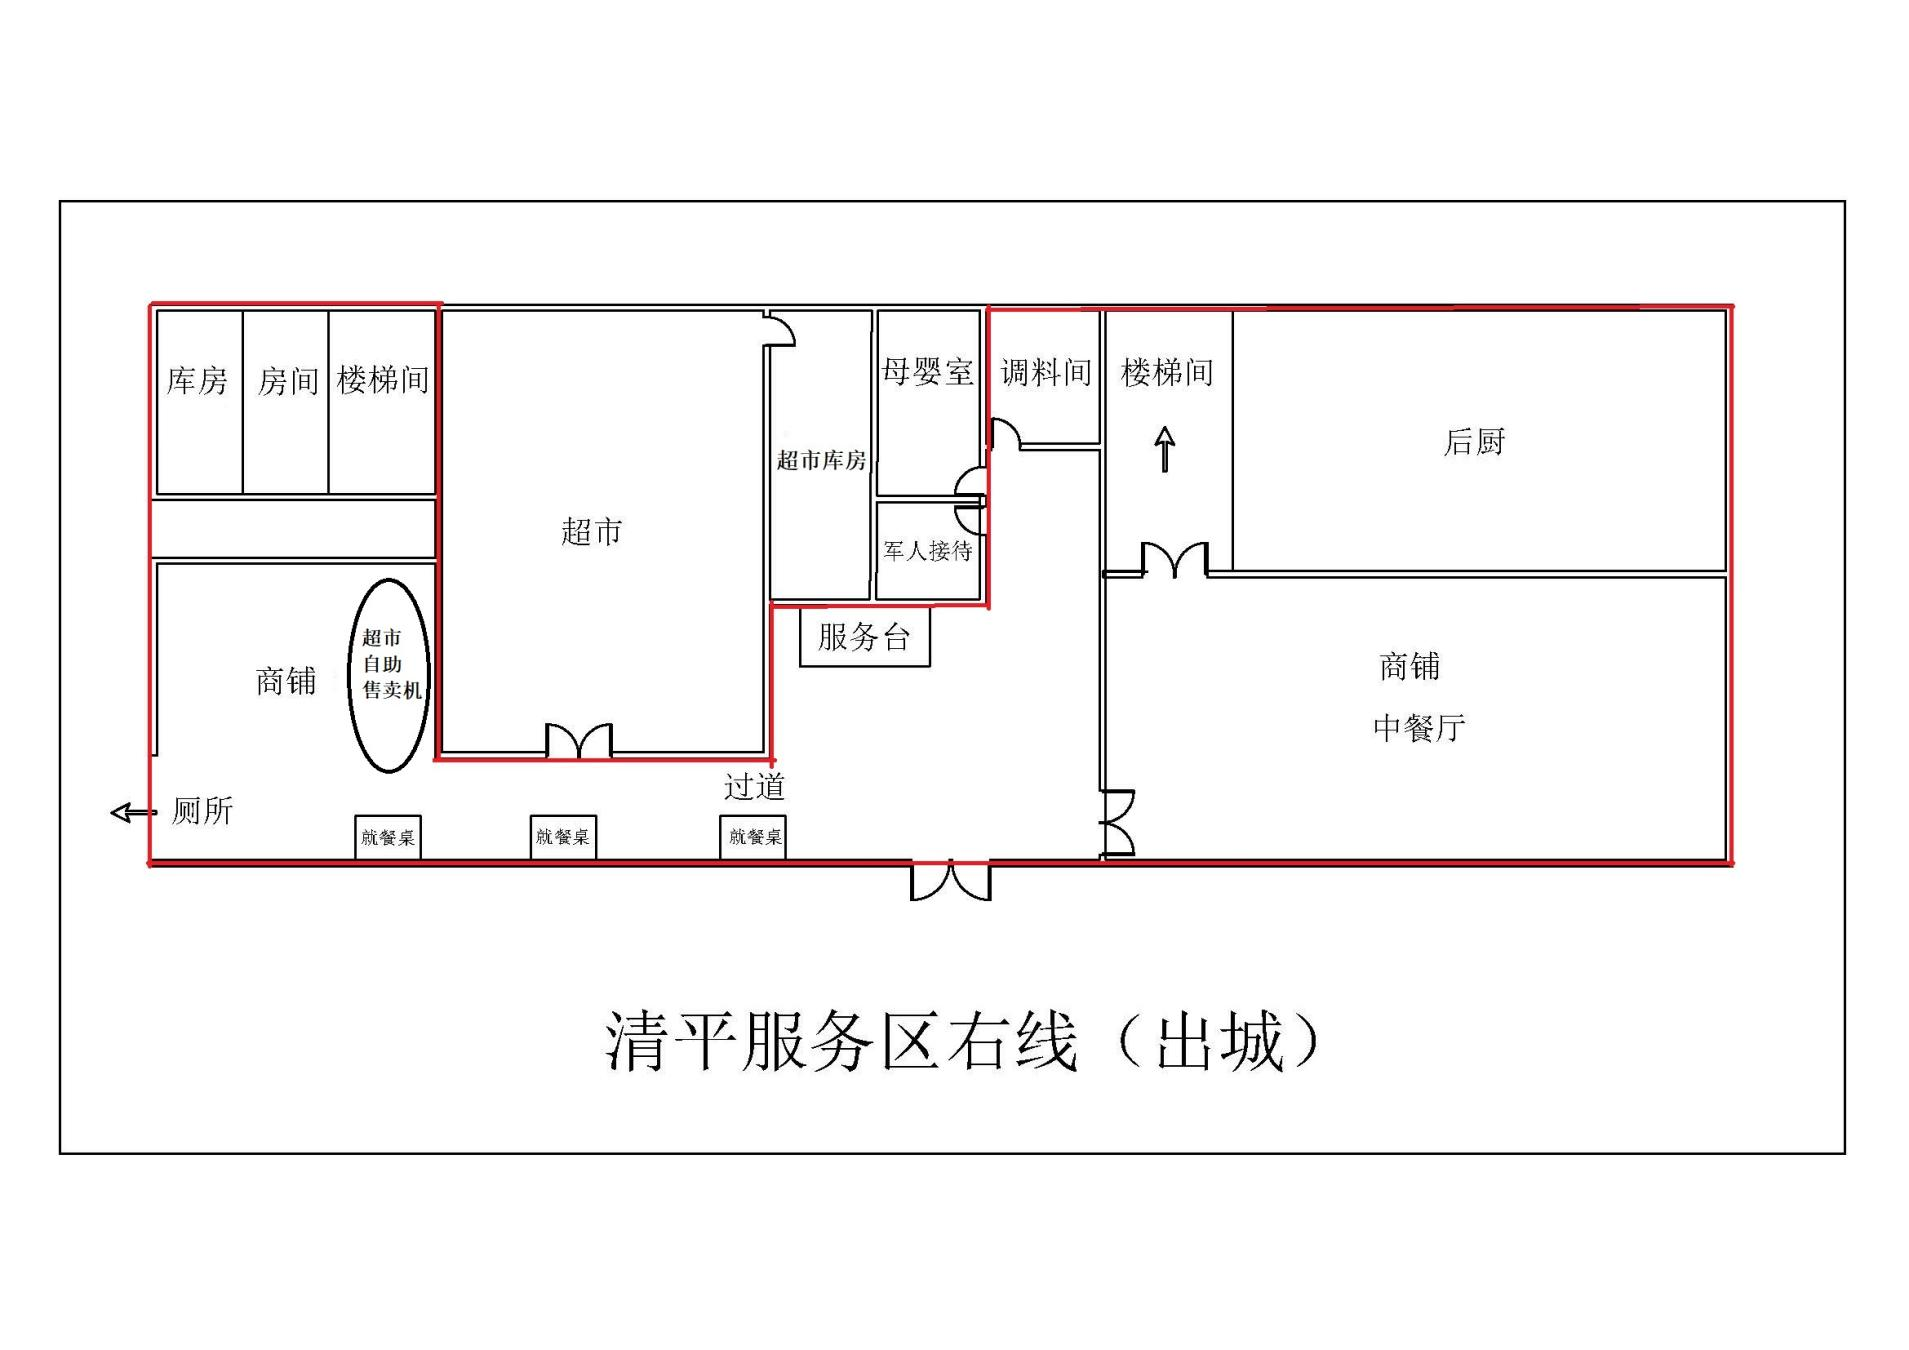 库房
房间
楼梯间
超市
超市库房
母婴室
军人接待
调料间
楼梯间
后厨
商铺
超市
自助
售卖机
服务台
商铺
中餐厅
过道
厕所
就餐桌
就餐桌
就餐桌
清平服务区右线（出城）